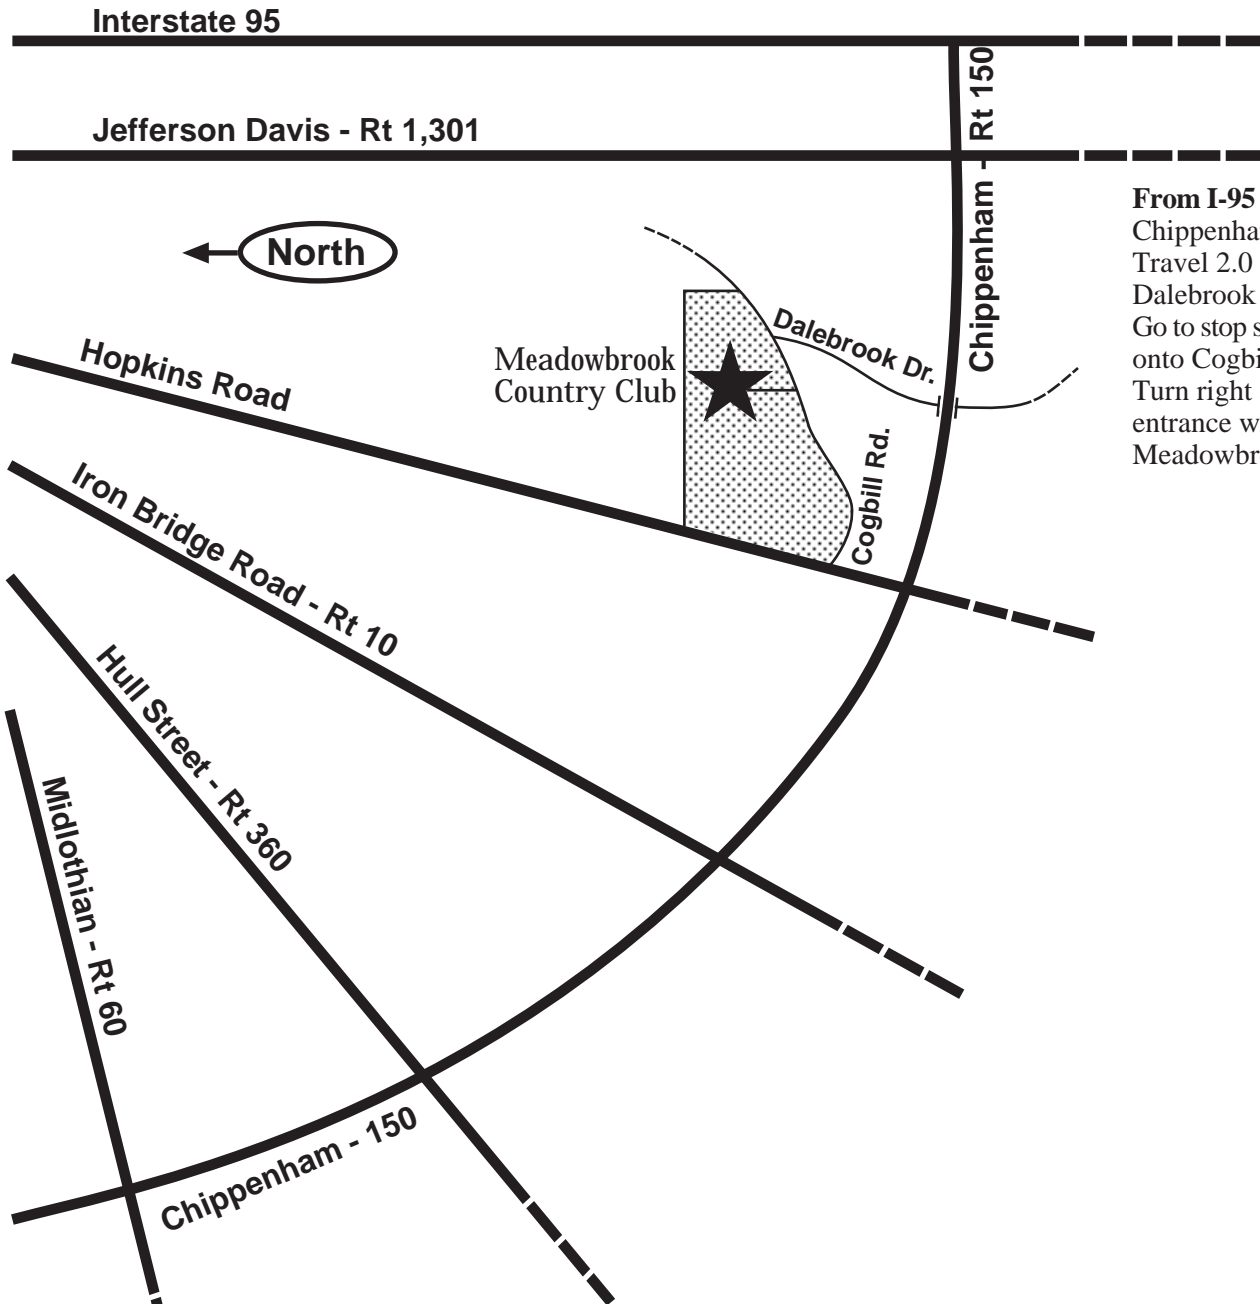 Interstate 95
Chippenham - Rt 150
Jefferson Davis - Rt 1,301
North
From I-95
Chippenha
Travel 2.0
Dalebrook
Go to stop s
onto Cogbi
Turn right
entrance w
Meadowbr
Hopkins Road
Meadowbrook
Country Club
Dalebrook Dr.
Cogbill Rd.
Iron Bridge Road - Rt 10
Hull Street - Rt 360
Midlothian - Rt 60
Chippenham - 150